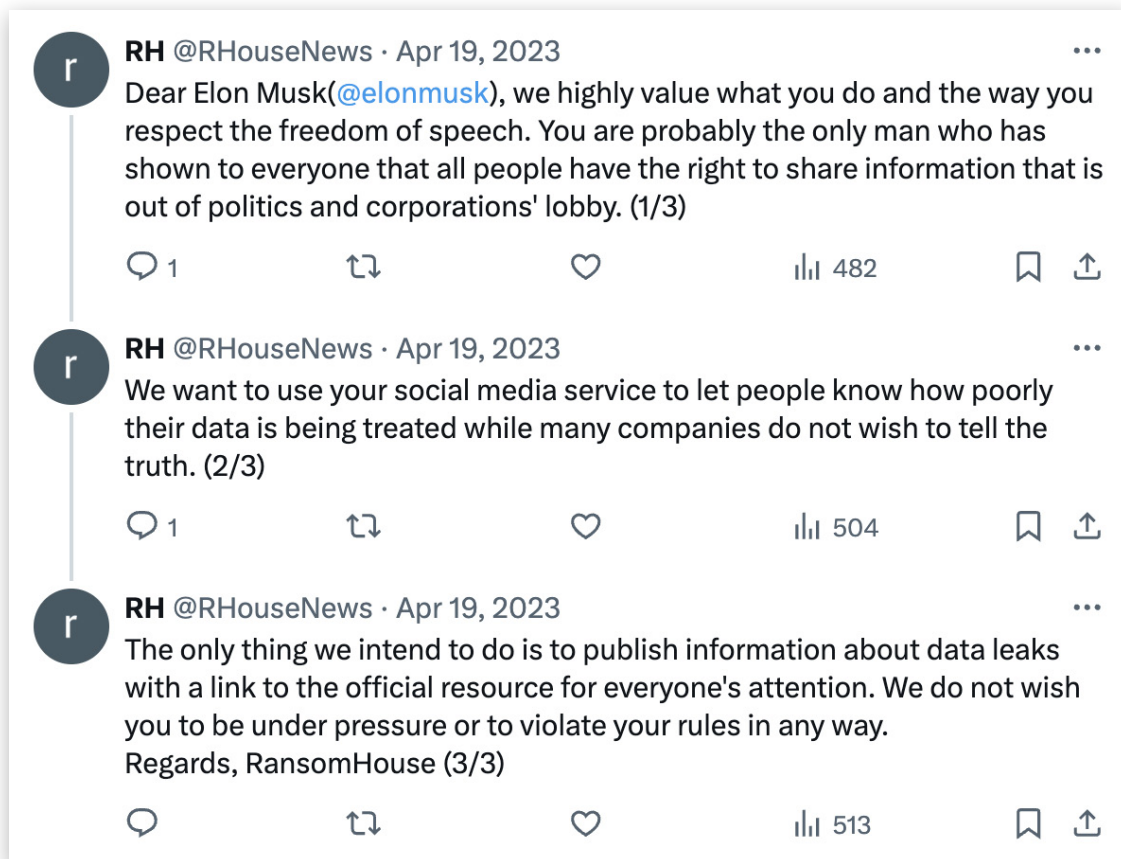 r
RH @RHouseNews · Apr 19, 2023
Dear Elon Musk(@elonmusk), we highly value what you do and the way you
respect the freedom of speech. You are probably the only man who has
shown to everyone that all people have the right to share information that is
out of politics and corporations' lobby. (1/3)
1 482
r
RH @RHouseNews · Apr 19, 2023
We want to use your social media service to let people know how poorly
their data is being treated while many companies do not wish to tell the
truth. (2/3)
1 504
r
RH @RHouseNews · Apr 19, 2023
The only thing we intend to do is to publish information about data leaks
with a link to the official resource for everyone's attention. We do not wish
you to be under pressure or to violate your rules in any way.
Regards, RansomHouse (3/3)
513